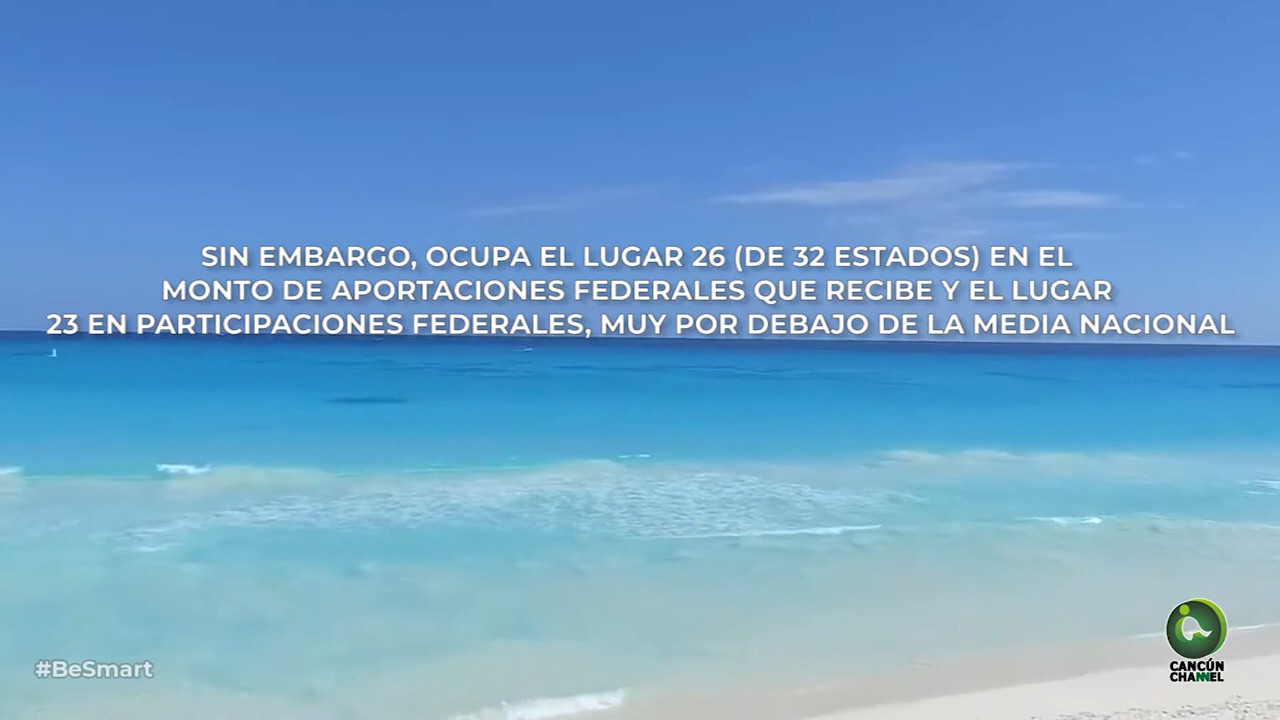 SIN EMBARGO, OCUPA EL LUGAR 26 (DE 32 ESTADOS) EN EL
MONTO DE APORTACIONES FEDERALES QUE RECIBE Y EL LUGAR
23 EN PARTICIPACIONES FEDERALES, MUY POR DEBAJO DE LA MEDIA NACIONAL
#BeSmart
CANCÚN
CHANNEL